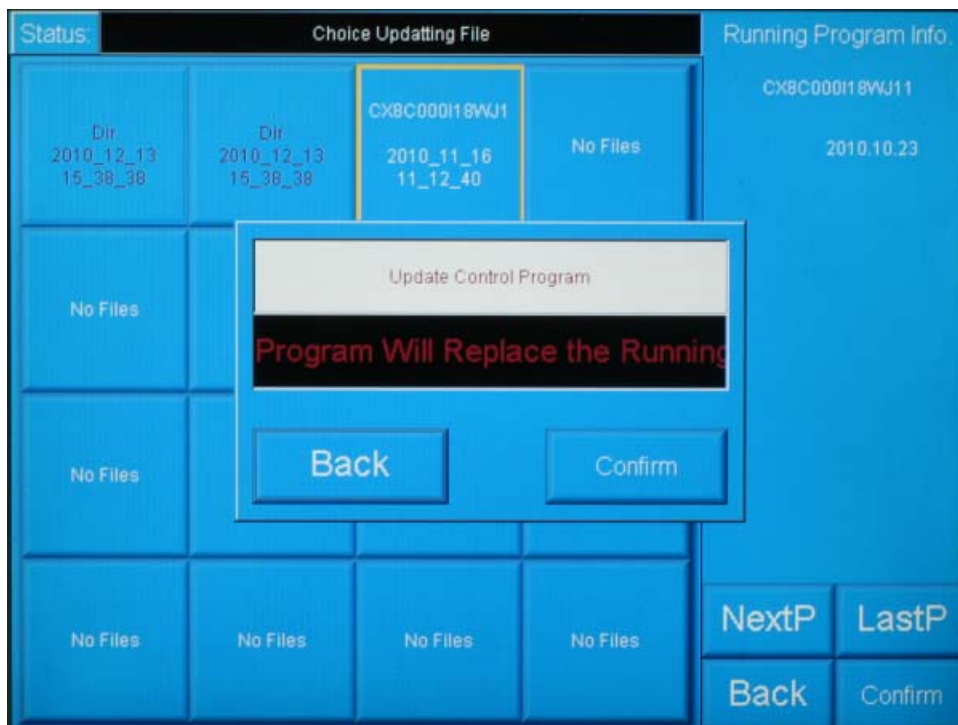 Status:
Choice Updatting File
Running Program Info.
CX8C000I18WJ11
2010.10.23
Dir
2010_12_13
15_38_38
Dir
2010_12_13
15_38_38
CX8C000I18WJ1
2010_11_16
11_12_40
No Files
No Files
Update Control Program
Program Will Replace the Running
Back
Confirm
No Files
No Files
No Files
No Files
No Files
NextP
LastP
Back
Confirm